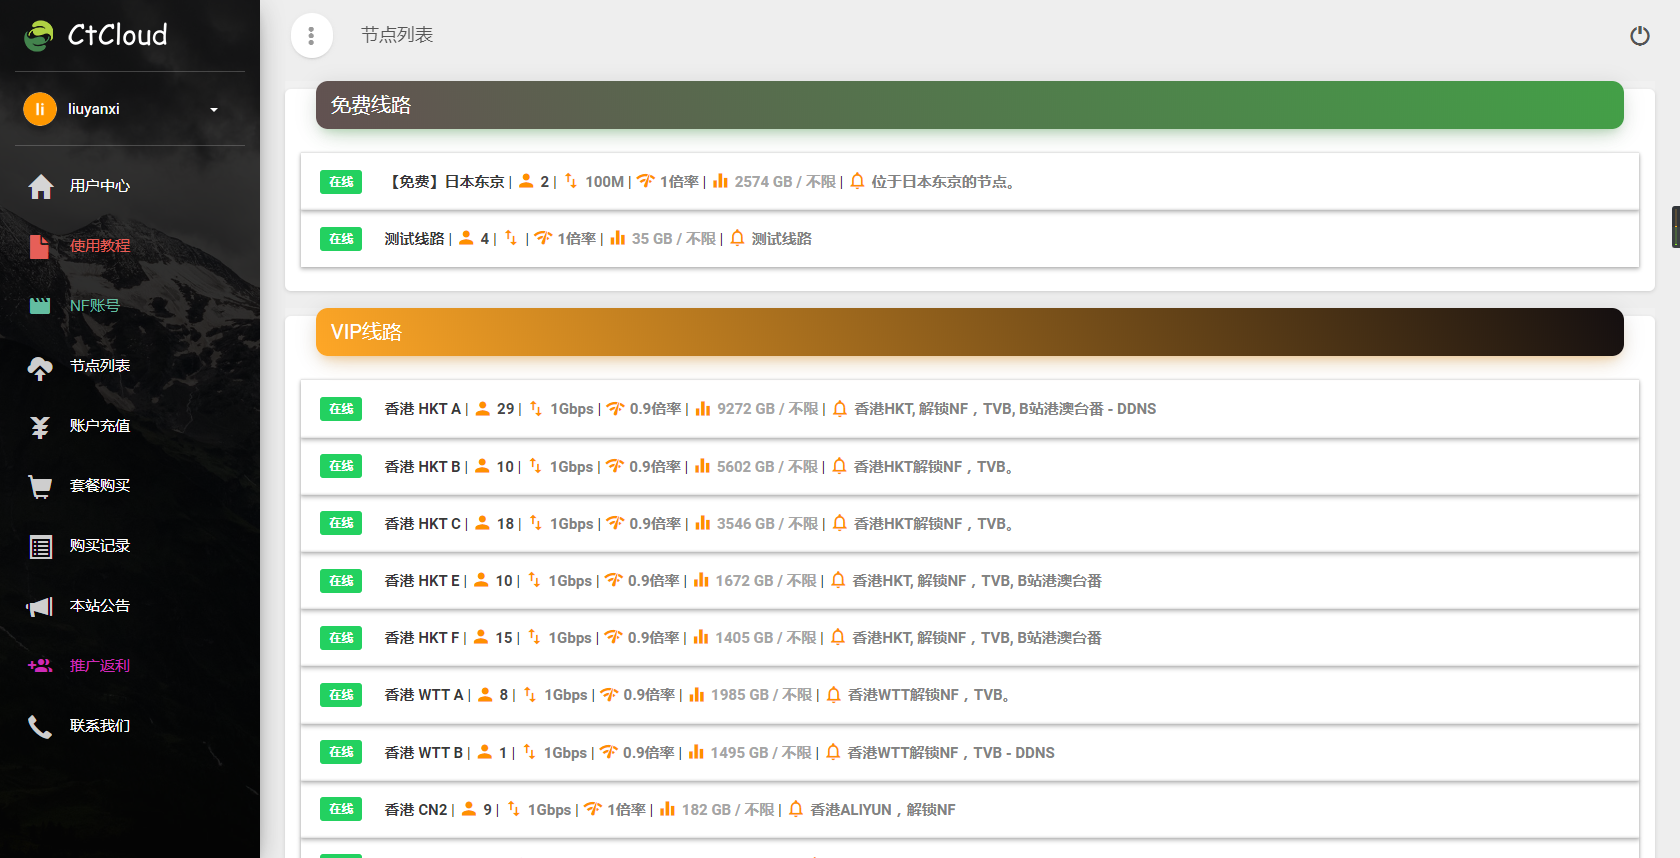 CtCloud
li liuyanxi
用户中心
使用教程
NF账号
节点列表
账户充值
套餐购买
购买记录
本站公告
推广返利
联系我们
节点列表
免费线路
在线 【免费】日本东京 | 2 | 100M | 1倍率 | 2574 GB / 不限 | 位于日本东京的节点。
在线 测试线路 | 4 | | 1倍率 | 35 GB / 不限 | 测试线路
VIP线路
在线 香港 HKT A | 29 | 1Gbps | 0.9倍率 | 9272 GB / 不限 | 香港HKT, 解锁NF，TVB, B站港澳台番 - DDNS
在线 香港 HKT B | 10 | 1Gbps | 0.9倍率 | 5602 GB / 不限 | 香港HKT解锁NF，TVB。
在线 香港 HKT C | 18 | 1Gbps | 0.9倍率 | 3546 GB / 不限 | 香港HKT解锁NF，TVB。
在线 香港 HKT E | 10 | 1Gbps | 0.9倍率 | 1672 GB / 不限 | 香港HKT, 解锁NF，TVB, B站港澳台番
在线 香港 HKT F | 15 | 1Gbps | 0.9倍率 | 1405 GB / 不限 | 香港HKT, 解锁NF，TVB, B站港澳台番
在线 香港 WTT A | 8 | 1Gbps | 0.9倍率 | 1985 GB / 不限 | 香港WTT解锁NF，TVB。
在线 香港 WTT B | 1 | 1Gbps | 0.9倍率 | 1495 GB / 不限 | 香港WTT解锁NF，TVB - DDNS
在线 香港 CN2 | 9 | 1Gbps | 1倍率 | 182 GB / 不限 | 香港ALIYUN，解锁NF